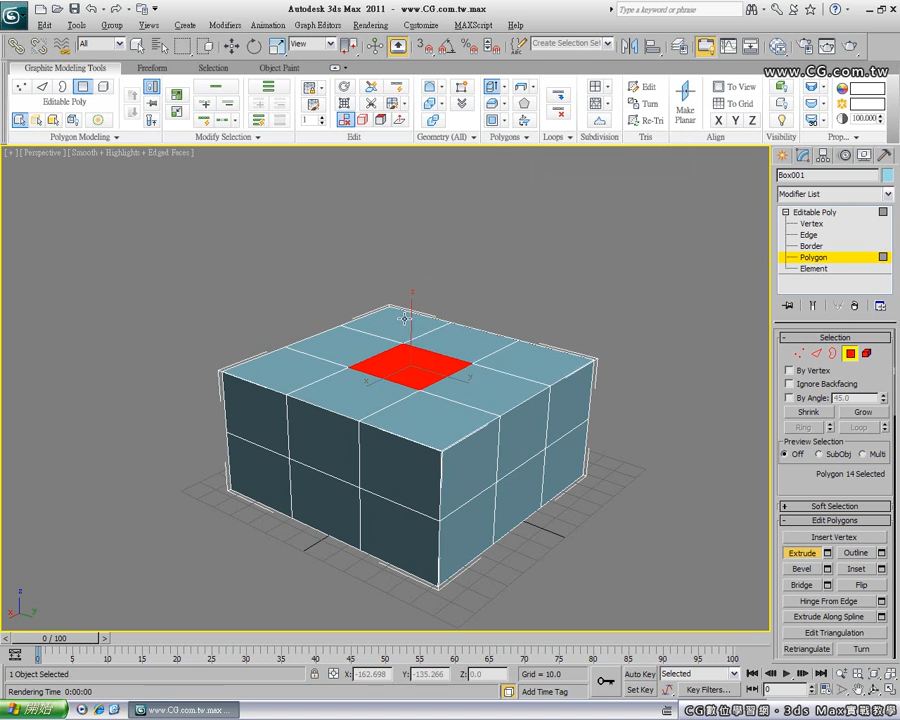 Autodesk 3ds Max 2011 - www.CG.com.tw.max
Type a keyword or phrase
Edit Tools Group Views Create Modifiers Animation Graph Editors Rendering Customize MAXScript Help
All View Create Selection Se
Graphite Modeling Tools Freeform Selection Object Paint
www.CG.com.tw
Editable Poly
1
Edit
Turn
Re-Tri
Make
Planar
To View
To Grid
X Y Z
100.000
Polygon Modeling Modify Selection Edit Geometry (All) Polygons Loops Subdivision Tris Align Visibility Prop...
[ + ] [ Perspective ] [ Smooth + Highlights + Edged Faces ]
z
x
y
Box001
Modifier List
Editable Poly
Vertex
Edge
Border
Polygon
Element
Selection
By Vertex
Ignore Backfacing
By Angle: 45.0
Shrink Grow
Ring Loop
Preview Selection
Off SubObj Multi
Polygon 14 Selected
Soft Selection
Edit Polygons
Insert Vertex
Extrude Outline
Bevel Inset
Bridge Flip
Hinge From Edge
Extrude Along Spline
Edit Triangulation
Retriangulate Turn
z
x
y
0 / 100
0 5 10 15 20 25 30 35 40 45 50 55 60 65 70 75 80 85 90 95 100
1 Object Selected X: -162.698 Y: -135.266 Z: 0.0 Grid = 10.0 Auto Key Selected
Rendering Time 0:00:00 Add Time Tag Set Key Key Filters... 0
開始 www.CG.com.tw.max ... CG數位學習網・3ds Max實戰教學